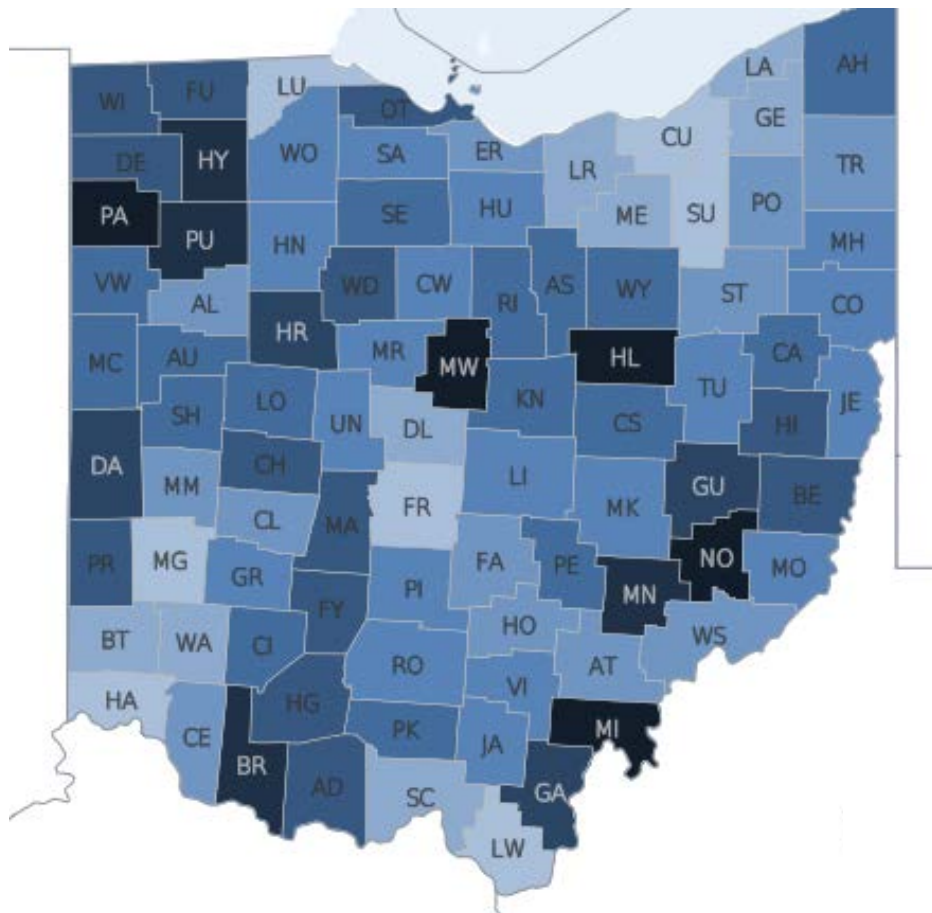 AH
LA
LU
FU
WI
OT
GE
CU
WO
ER
SA
HY
DE
LR
TR
PO
ME
SU
PA
SE
HU
PU
HN
MH
VW
WD
CW
AS
WY
ST
AL
RI
CO
HR
MR
MW
HL
CA
MC
AU
TU
LO
KN
SH
UN
DL
CS
HI
JE
DA
CH
LI
GU
MM
BE
FR
MK
CL
MA
MG
FA
PE
NO
MO
PR
GR
PI
MN
FY
HO
BT
WA
CI
WS
RO
AT
VI
HA
HG
CE
PK
JA
MI
BR
AD
SC
GA
LW